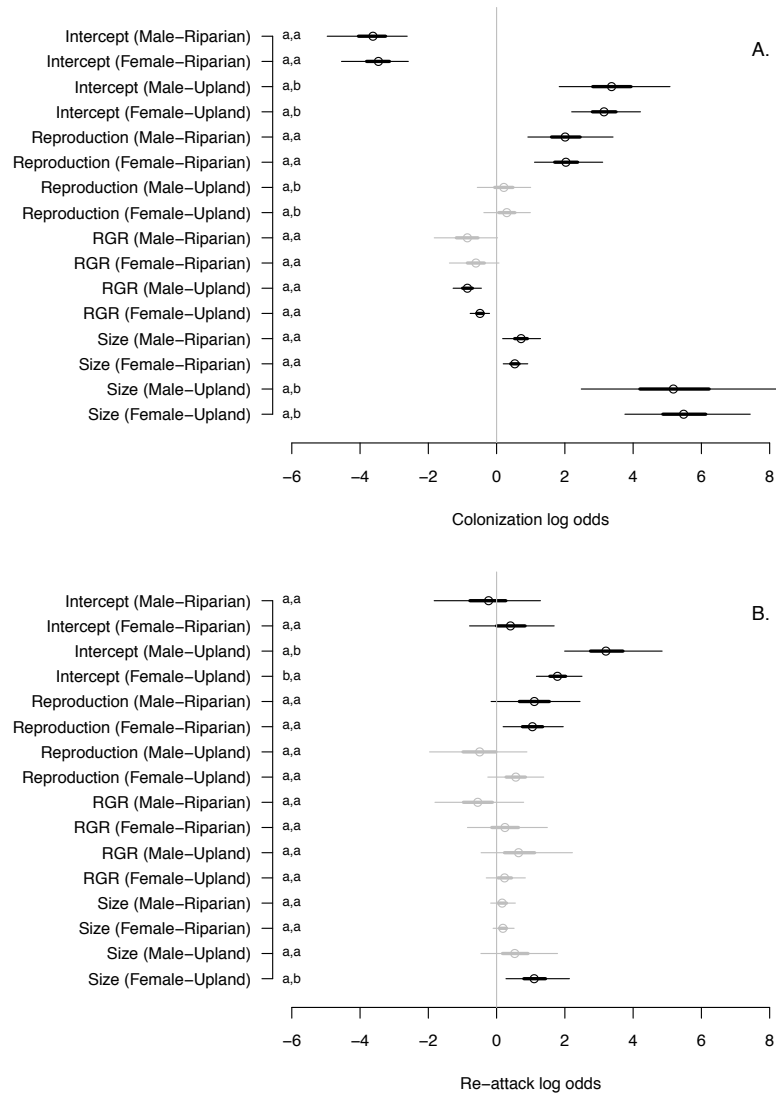 A.
Intercept (Male−Riparian) a,a
Intercept (Female−Riparian) a,a
Intercept (Male−Upland) a,b
Intercept (Female−Upland) a,b
Reproduction (Male−Riparian) a,a
Reproduction (Female−Riparian) a,a
Reproduction (Male−Upland) a,b
Reproduction (Female−Upland) a,b
RGR (Male−Riparian) a,a
RGR (Female−Riparian) a,a
RGR (Male−Upland) a,a
RGR (Female−Upland) a,a
Size (Male−Riparian) a,a
Size (Female−Riparian) a,a
Size (Male−Upland) a,b
Size (Female−Upland) a,b
−6 −4 −2 0 2 4 6 8
Colonization log odds
B.
Intercept (Male−Riparian) a,a
Intercept (Female−Riparian) a,a
Intercept (Male−Upland) a,b
Intercept (Female−Upland) b,a
Reproduction (Male−Riparian) a,a
Reproduction (Female−Riparian) a,a
Reproduction (Male−Upland) a,a
Reproduction (Female−Upland) a,a
RGR (Male−Riparian) a,a
RGR (Female−Riparian) a,a
RGR (Male−Upland) a,a
RGR (Female−Upland) a,a
Size (Male−Riparian) a,a
Size (Female−Riparian) a,a
Size (Male−Upland) a,a
Size (Female−Upland) a,b
−6 −4 −2 0 2 4 6 8
Re-attack log odds